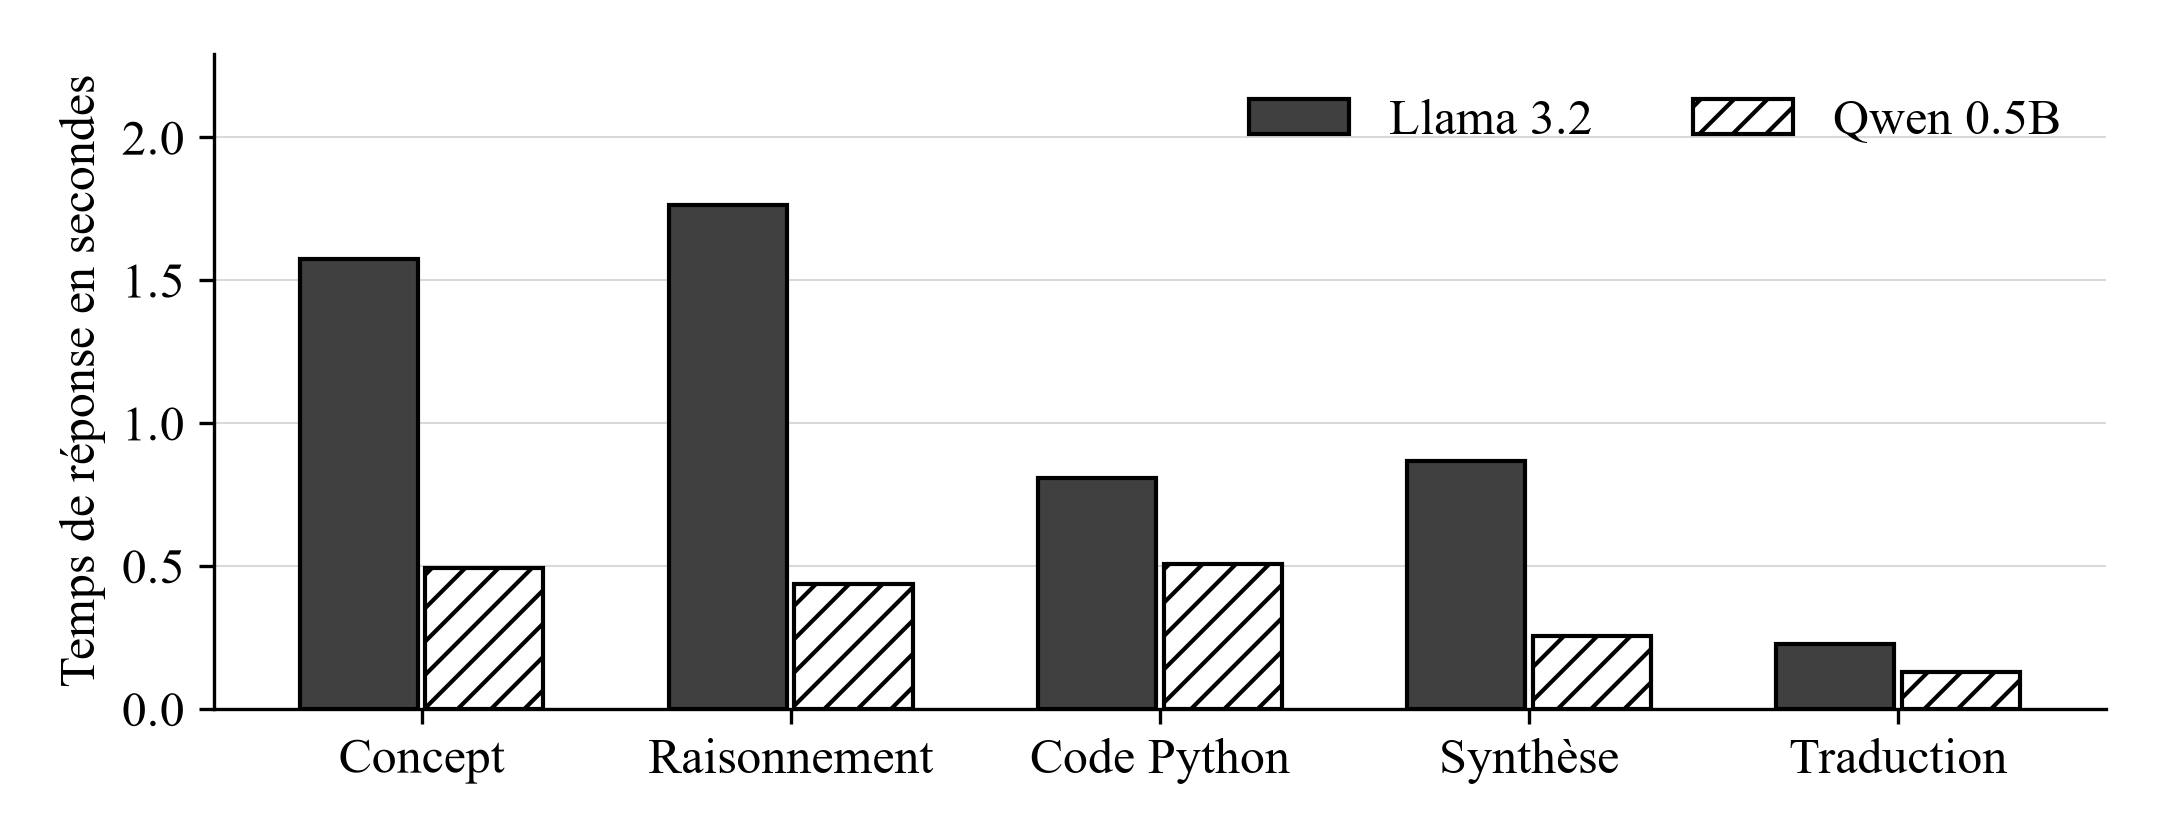 Temps de réponse en secondes
Llama 3.2
Qwen 0.5B
2.0
1.5
1.0
0.5
0.0
Concept
Raisonnement
Code Python
Synthèse
Traduction